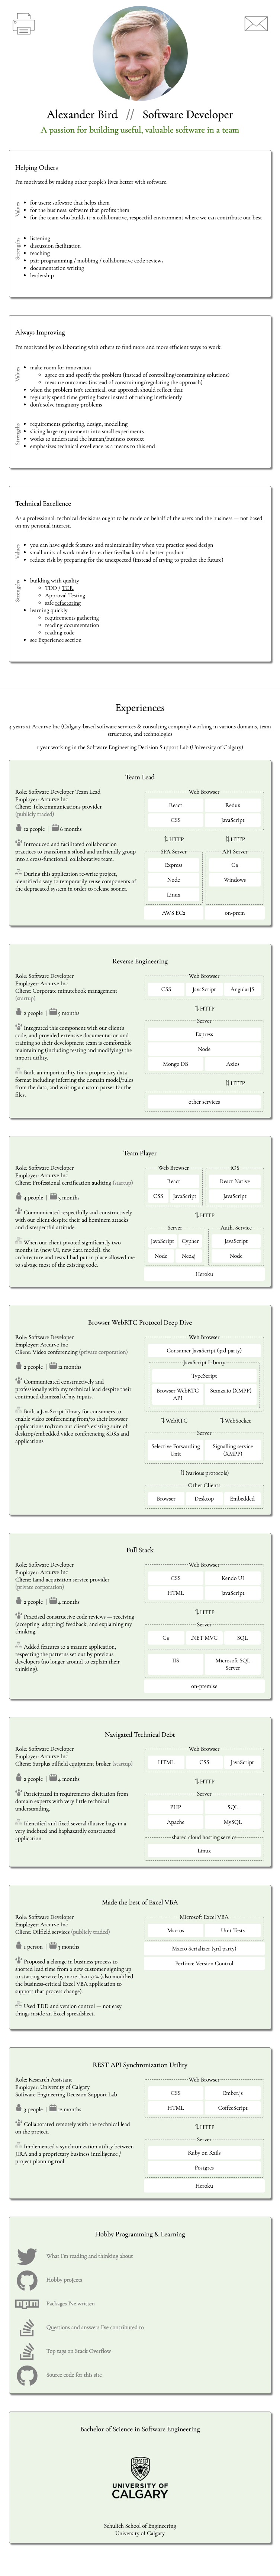 Alexander Bird // Software Developer
A passion for building useful, valuable software in a team
Helping Others
I'm motivated by making other people's lives better with software.
Values
for users: software that helps them
for the business: software that profits them
for the team who builds it: a collaborative, respectful environment where we can contribute our best
Strengths
listening
discussion facilitation
teaching
pair programming / mobbing / collaborative code reviews
documentation writing
leadership
Always Improving
I'm motivated by collaborating with others to find more and more efficient ways to work.
Values
make room for innovation
agree on and specify the problem (instead of controlling/constraining solutions)
measure outcomes (instead of constraining/regulating the approach)
when the problem isn't technical, our approach should reflect that
regularly spend time getting faster instead of rushing inefficiently
don't solve imaginary problems
Strengths
requirements gathering, design, modelling
slicing large requirements into small experiments
works to understand the human/business context
emphasises technical excellence as a means to this end
Technical Excellence
As a professional: technical decisions ought to be made on behalf of the users and the business — not based
on my personal interest.
Values
you can have quick features and maintainability when you practice good design
small units of work make for earlier feedback and a better product
reduce risk by preparing for the unexpected (instead of trying to predict the future)
Strengths
building with quality
TDD / TCR
Approval Testing
safe refactoring
learning quickly
requirements gathering
reading documentation
reading code
see Experience section
Experiences
4 years at Arcurve Inc (Calgary-based software services & consulting company) working in various domains, team
structures, and technologies
1 year working in the Software Engineering Decision Support Lab (University of Calgary)
Team Lead
Role: Software Developer Team Lead
Employer: Arcurve Inc
Client: Telecommunications provider
(publicly traded)
12 people | 6 months
Introduced and facilitated collaboration
practices to transform a siloed and unfriendly group
into a cross-functional, collaborative team.
During this application re-write project,
identified a way to temporarily reuse components of
the depracated system in order to release sooner.
Web Browser
React Redux
CSS JavaScript
⇅ HTTP ⇅ HTTP
SPA Server API Server
Express C#
Node Windows
Linux
AWS EC2 on-prem
Reverse Engineering
Role: Software Developer
Employer: Arcurve Inc
Client: Corporate minutebook management
(startup)
2 people | 5 months
Integrated this component with our client's
code, and provided extensive documentation and
training so their development team is comfortable
maintaining (including testing and modifying) the
import utility.
Built an import utility for a proprietary data
format including inferring the domain model/rules
from the data, and writing a custom parser for the
files.
Web Browser
CSS JavaScript AngularJS
⇅ HTTP
Server
Express
Node
Mongo DB Axios
⇅ HTTP
other services
Team Player
Role: Software Developer
Employer: Arcurve Inc
Client: Professional certification auditing (startup)
4 people | 3 months
Communicated respectfully and constructively
with our client despite their ad hominem attacks
and disrespectful attitude.
When our client pivoted significantly two
months in (new UI, new data model), the
architecture and tests I had put in place allowed me
to salvage most of the existing code.
Web Browser iOS
React React Native
CSS JavaScript JavaScript
⇅ HTTP
Server Auth. Service
JavaScript Cypher JavaScript
Node Neo4j Node
Heroku
Browser WebRTC Protocol Deep Dive
Role: Software Developer
Employer: Arcurve Inc
Client: Video conferencing (private corporation)
2 people | 12 months
Communicated constructively and
professionally with my technical lead despite their
continued dismissal of my inputs.
Built a JavaScript library for consumers to
enable video conferencing from/to their browser
applications to/from our client's existing suite of
desktop/embedded video conferencing SDKs and
applications.
Web Browser
Consumer JavaScript (3rd party)
JavaScript Library
TypeScript
Browser WebRTC Stanza.io (XMPP)
API
⇅ WebRTC ⇅ WebSocket
Server
Selective Forwarding Signalling service
Unit (XMPP)
⇅ (various protocols)
Other Clients
Browser Desktop Embedded
Full Stack
Role: Software Developer
Employer: Arcurve Inc
Client: Land acquisition service provider
(private corporation)
2 people | 4 months
Practised constructive code reviews — receiving
(accepting, adopting) feedback, and explaining my
thinking.
Added features to a mature application,
respecting the patterns set out by previous
developers (no longer around to explain their
thinking).
Web Browser
CSS Kendo UI
HTML JavaScript
⇅ HTTP
Server
C# .NET MVC SQL
IIS Microsoft SQL
Server
on-premise
Navigated Technical Debt
Role: Software Developer
Employer: Arcurve Inc
Client: Surplus oilfield equipment broker (startup)
2 people | 4 months
Participated in requirements elicitation from
domain experts with very little technical
understanding.
Identified and fixed several illusive bugs in a
very indebted and haphazardly constructed
application.
Web Browser
HTML CSS JavaScript
⇅ HTTP
Server
PHP SQL
Apache MySQL
shared cloud hosting service
Linux
Made the best of Excel VBA
Role: Software Developer
Employer: Arcurve Inc
Client: Oilfield services (publicly traded)
1 person | 3 months
Proposed a change in business process to
shorted lead time from a new customer signing up
to starting service by more than 50% (also modified
the business-critical Excel VBA application to
support that process change).
Used TDD and version control — not easy
things inside an Excel spreadsheet.
Microsoft Excel VBA
Macros Unit Tests
Macro Serializer (3rd party)
Perforce Version Control
REST API Synchronization Utility
Role: Research Assistant
Employer: University of Calgary
Software Engineering Decision Support Lab
3 people | 12 months
Collaborated remotely with the technical lead
on the project.
Implemented a synchronization utility between
JIRA and a proprietary business intelligence /
project planning tool.
Web Browser
CSS Ember.js
HTML CoffeeScript
⇅ HTTP
Server
Ruby on Rails
Postgres
Heroku
Hobby Programming & Learning
What I'm reading and thinking about
Hobby projects
npm Packages I've written
Questions and answers I've contributed to
Top tags on Stack Overflow
Source code for this site
Bachelor of Science in Software Engineering
UNIVERSITY OF
CALGARY
Schulich School of Engineering
University of Calgary